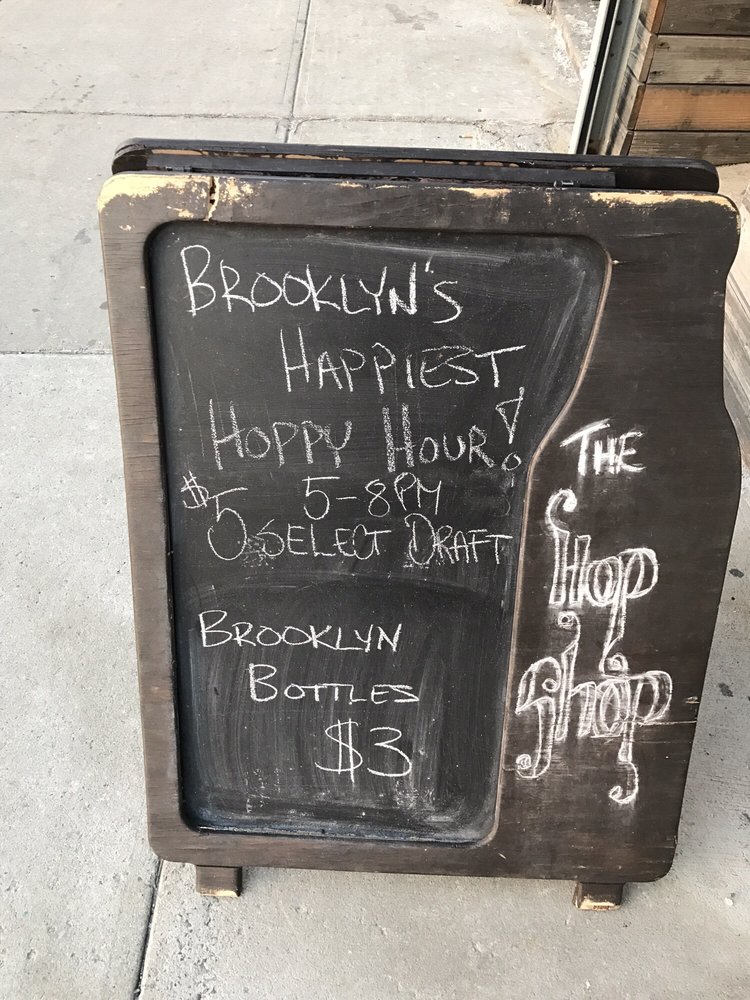 BROOKLYN'S
HAPPIEST
HOPPY HOUR!
5-8PM
$5 SELECT DRAFT
BROOKLYN
BOTTLES
$3
THE
HOP
SHOP